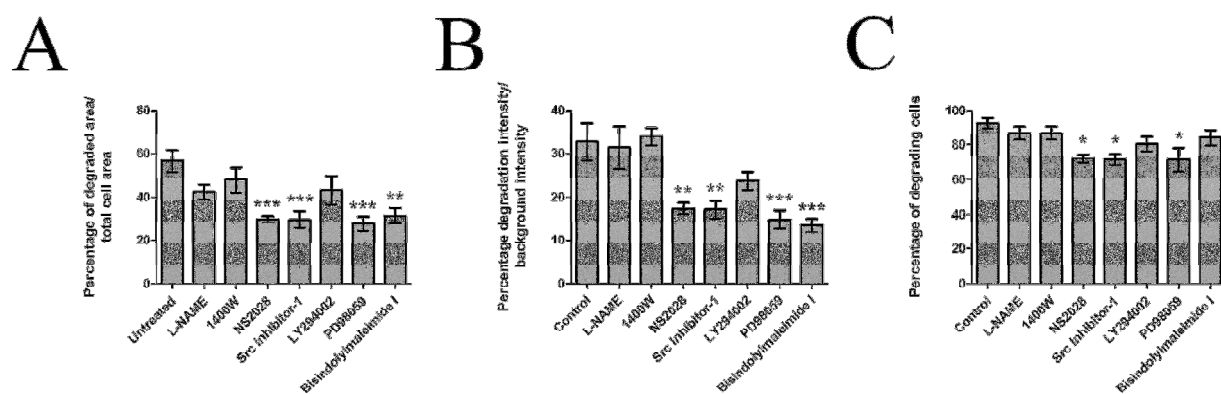 A
Percentage of degraded area/
total cell area
80
60
40
20
0
***
***
***
**
Untreated
L-NAME
1400W
NS2028
Src Inhibitor-1
LY294002
PD98059
Bisindolylmaleimide I
B
Percentage degradation intensity/
background intensity
40
30
20
10
0
**
**
***
***
Control
L-NAME
1400W
NS2028
Src Inhibitor-1
LY294002
PD98059
Bisindolylmaleimide I
C
Percentage of degrading cells
100
80
60
40
20
0
*
*
*
Control
L-NAME
1400W
NS2028
Src Inhibitor-1
LY294002
PD98059
Bisindolylmaleimide I